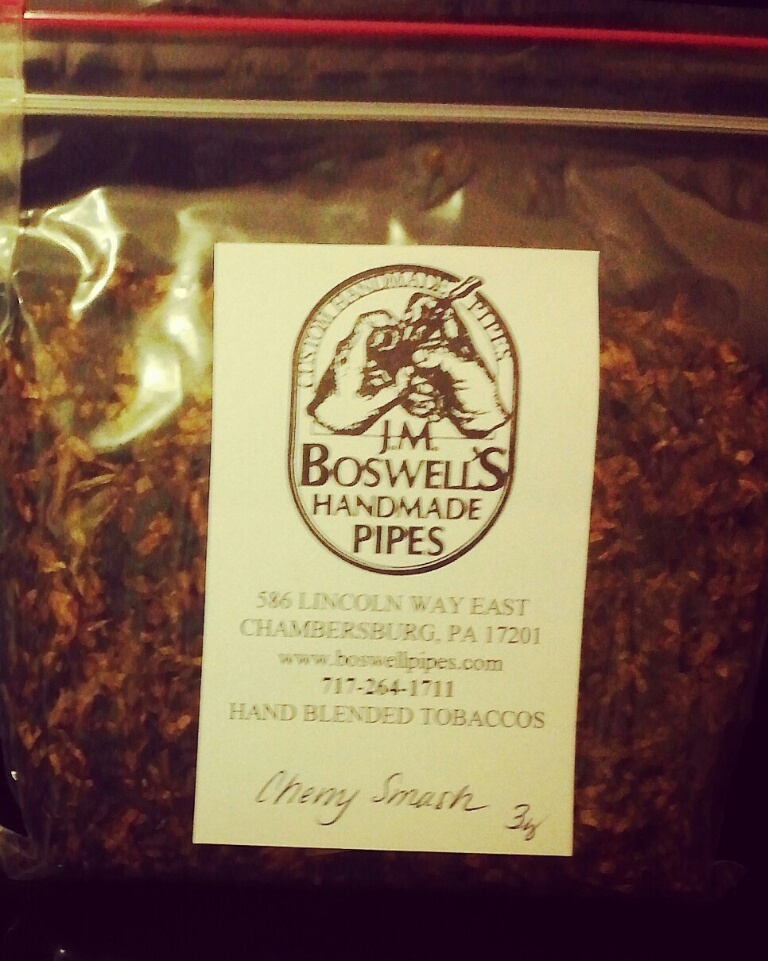 CUSTOM HANDMADE PIPES
J.M.
BOSWELL'S
HANDMADE
PIPES
586 LINCOLN WAY EAST
CHAMBERSBURG, PA 17201
www.boswellpipes.com
717-264-1711
HAND BLENDED TOBACCOS
Cherry Smash